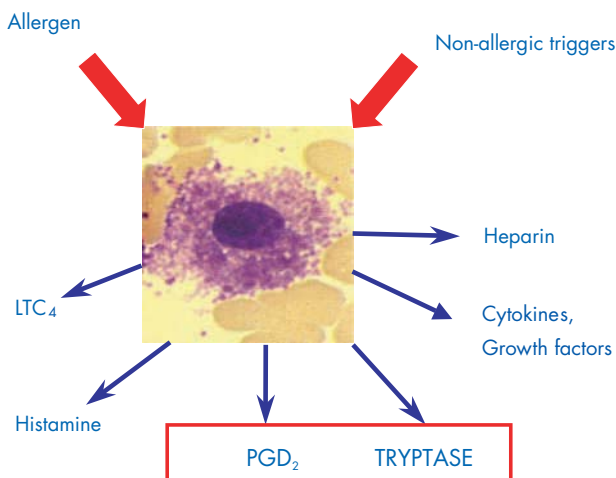 Allergen
Non-allergic triggers
Heparin
LTC₄
Cytokines,
Growth factors
Histamine
PGD₂ TRYPTASE